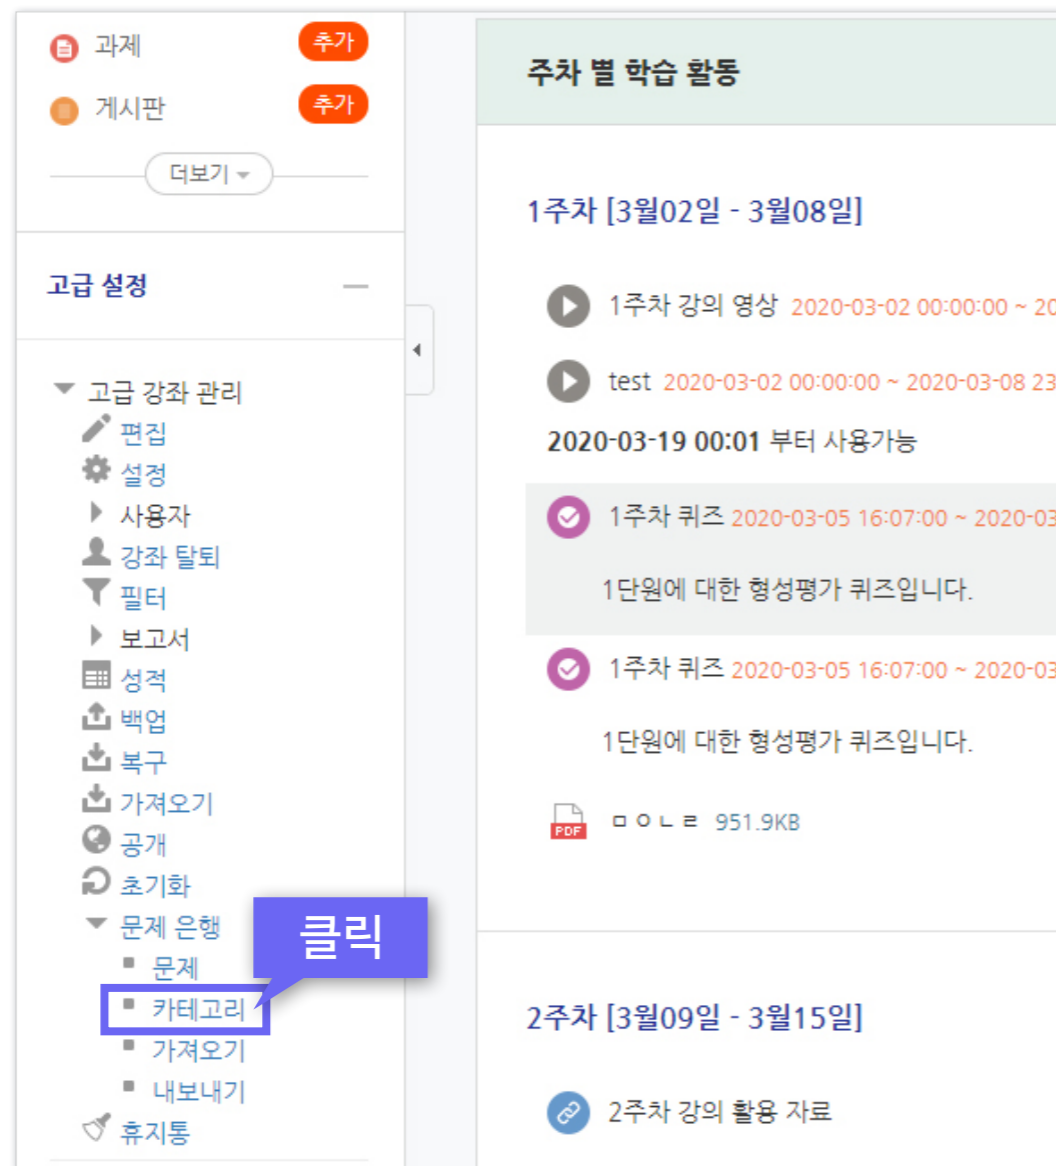 과제
추가
게시판
추가
더보기
고급 설정
고급 강좌 관리
편집
설정
사용자
강좌 탈퇴
필터
보고서
성적
백업
복구
가져오기
공개
초기화
문제 은행
문제
카테고리
가져오기
내보내기
휴지통
클릭
주차 별 학습 활동
1주차 [3월02일 - 3월08일]
1주차 강의 영상 2020-03-02 00:00:00 ~ 20
test 2020-03-02 00:00:00 ~ 2020-03-08 23
2020-03-19 00:01 부터 사용가능
1주차 퀴즈 2020-03-05 16:07:00 ~ 2020-03
1단원에 대한 형성평가 퀴즈입니다.
1주차 퀴즈 2020-03-05 16:07:00 ~ 2020-03
1단원에 대한 형성평가 퀴즈입니다.
PDF ㅁㅇㄴㄹ 951.9KB
2주차 [3월09일 - 3월15일]
2주차 강의 활용 자료